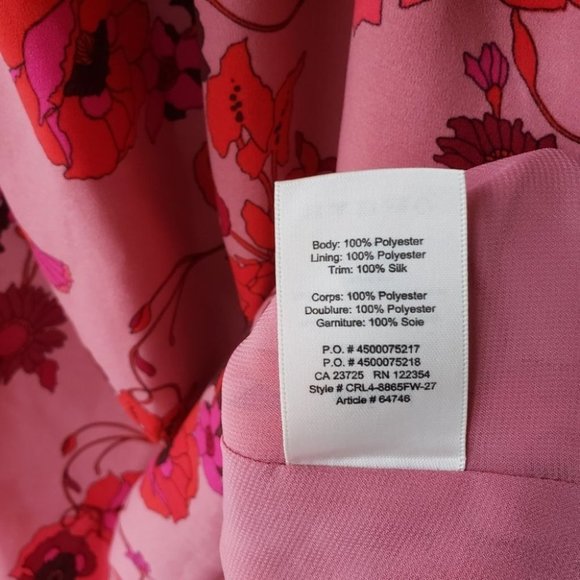 Body: 100% Polyester
Lining: 100% Polyester
Trim: 100% Silk
Corps: 100% Polyester
Doublure: 100% Polyester
Garniture: 100% Soie
P.O. # 4500075217
P.O. # 4500075218
CA 23725 RN 122354
Style # CRL4-8865FW-27
Article # 64746